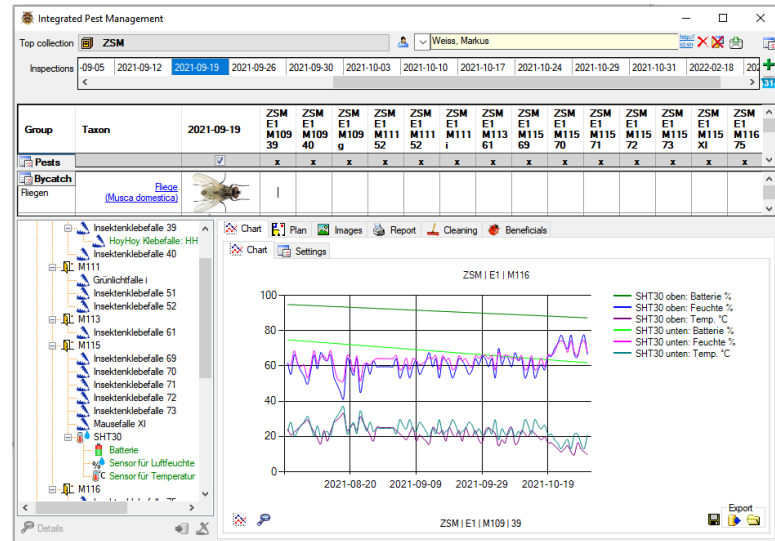 Integrated Pest Management
Top collection ZSM Weiss, Markus http:// id.sn
Inspections -09-05 2021-09-12 2021-09-19 2021-09-26 2021-09-30 2021-10-03 2021-10-10 2021-10-17 2021-10-24 2021-10-29 2021-10-31 2022-02-18 202
Group Taxon 2021-09-19 ZSM E1 M109 39 ZSM E1 M109 40 ZSM E1 M109 g ZSM E1 M111 52 ZSM E1 M111 52 ZSM E1 M111 i ZSM E1 M113 61 ZSM E1 M115 69 ZSM E1 M115 70 ZSM E1 M115 71 ZSM E1 M115 72 ZSM E1 M115 73 ZSM E1 M115 XI ZSM E1 M116 75
Pests x x x x x x x x x x x x x x
Bycatch
Fliegen Fliege (Musca domestica) |
Insektenklebefalle 39
HoyHoy Klebefalle: HH
Insektenklebefalle 40
M111
Grünlichtfalle i
Insektenklebefalle 51
Insektenklebefalle 52
M113
Insektenklebefalle 61
M115
Insektenklebefalle 69
Insektenklebefalle 70
Insektenklebefalle 71
Insektenklebefalle 72
Insektenklebefalle 73
Mausefalle XI
SHT30
Batterie
Sensor für Luftfeuchte
Sensor für Temperatur
M116
Details
Chart Plan Images Report Cleaning Beneficials
Chart Settings
ZSM | E1 | M116
100
80
60
40
20
0
2021-08-20 2021-09-09 2021-09-29 2021-10-19
SHT30 oben: Batterie %
SHT30 oben: Feuchte %
SHT30 oben: Temp. °C
SHT30 unten: Batterie %
SHT30 unten: Feuchte %
SHT30 unten: Temp. °C
ZSM | E1 | M109 | 39
Export